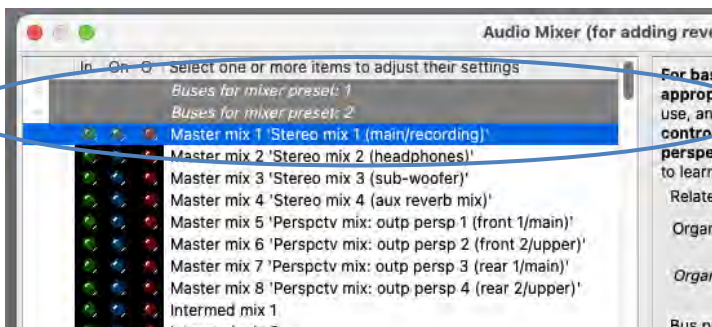 Audio Mixer (for adding reve
In On O Select one or more items to adjust their settings
Buses for mixer preset: 1
Buses for mixer preset: 2
Master mix 1 'Stereo mix 1 (main/recording)'
Master mix 2 'Stereo mix 2 (headphones)'
Master mix 3 'Stereo mix 3 (sub-woofer)'
Master mix 4 'Stereo mix 4 (aux reverb mix)'
Master mix 5 'Perspctv mix: outp persp 1 (front 1/main)'
Master mix 6 'Perspctv mix: outp persp 2 (front 2/upper)'
Master mix 7 'Perspctv mix: outp persp 3 (rear 1/main)'
Master mix 8 'Perspctv mix: outp persp 4 (rear 2/upper)'
Intermed mix 1
For bas
approp
use, an
contro
perspe
to learn
Relate
Organ
Organ